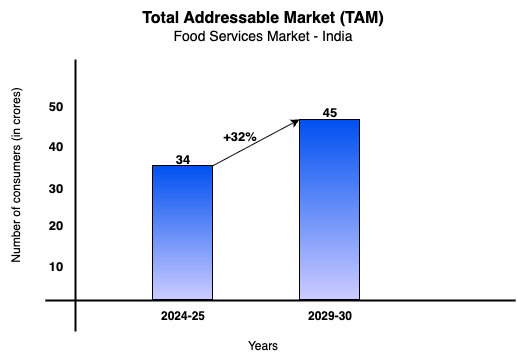 Total Addressable Market (TAM)
Food Services Market - India
Number of consumers (in crores)
50
40
30
20
10
34
+32%
45
2024-25
2029-30
Years